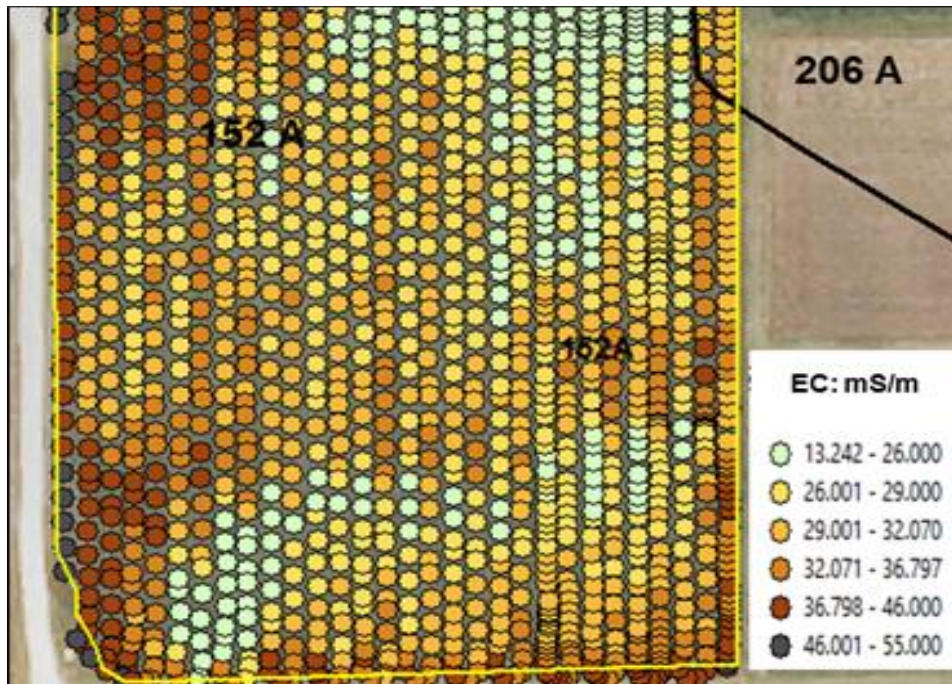 206 A
152 A
152A
EC: mS/m
13.242 - 26.000
26.001 - 29.000
29.001 - 32.070
32.071 - 36.797
36.798 - 46.000
46.001 - 55.000